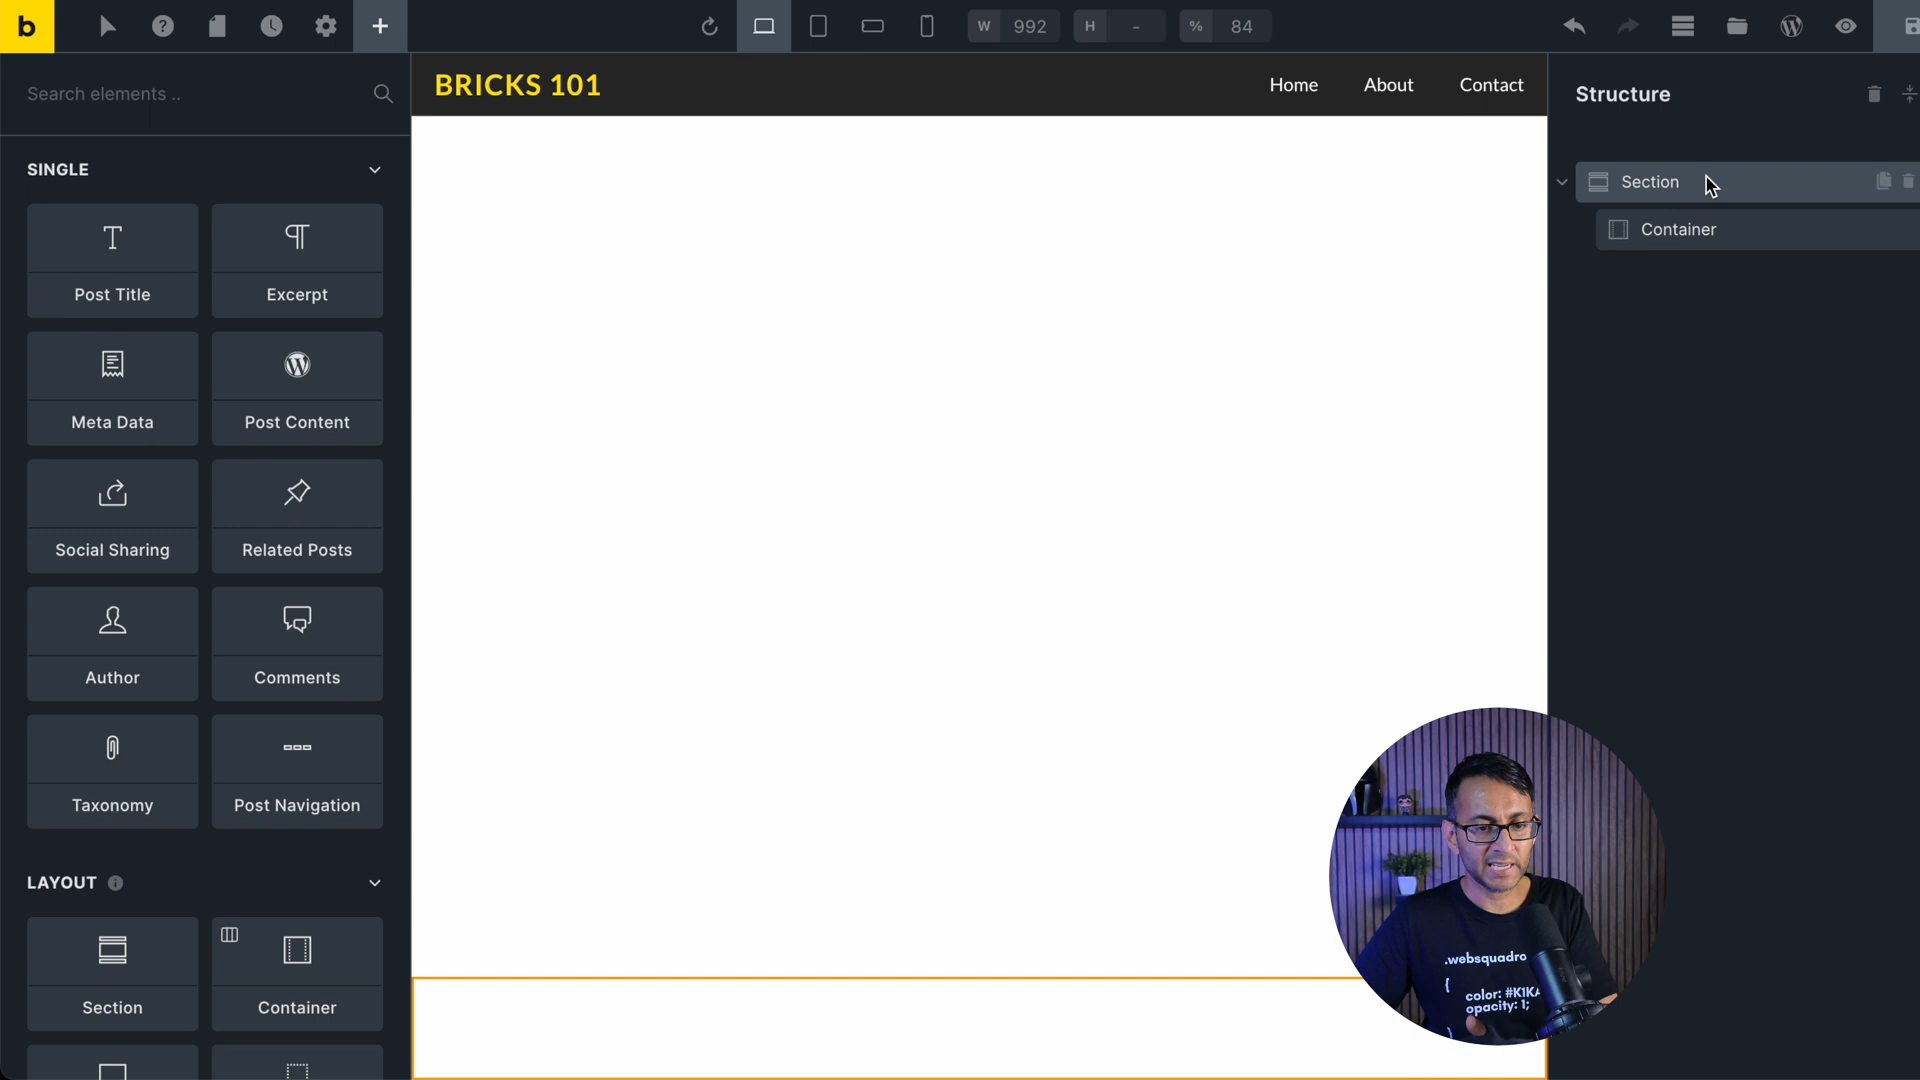 b
W 992
H -
% 84
Search elements ..
BRICKS 101
Home
About
Contact
Structure
SINGLE
Post Title
Excerpt
Meta Data
Post Content
Social Sharing
Related Posts
Author
Comments
Taxonomy
Post Navigation
LAYOUT
Section
Container
Section
Container
.websquadro
{
color: #K1KA
opacity: 1;